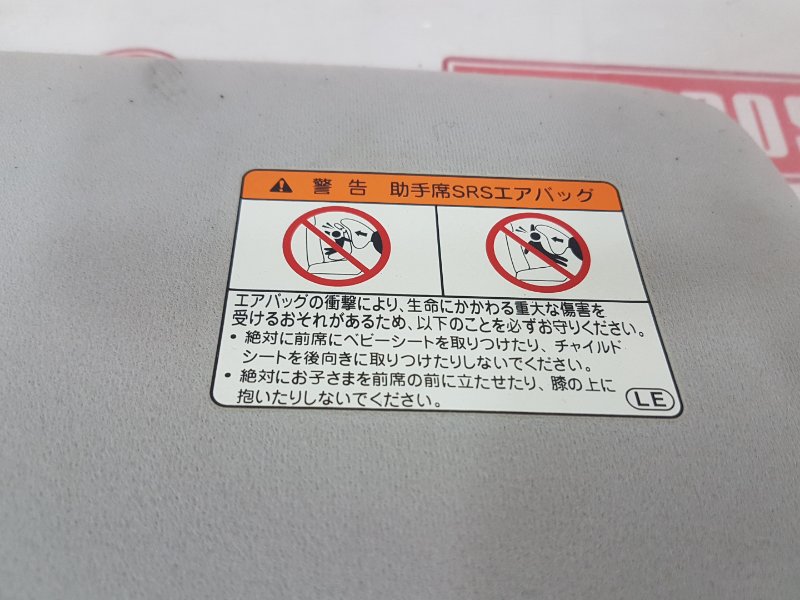 警告 助手席SRSエアバッグ
エアバッグの衝撃により、生命にかかわる重大な傷害を
受けるおそれがあるため、以下のことを必ずお守りください。
・絶対に前席にベビーシートを取りつけたり、チャイルド
シートを後向きに取りつけたりしないでください。
・絶対にお子さまを前席の前に立たせたり、膝の上に
抱いたりしないでください。
LE